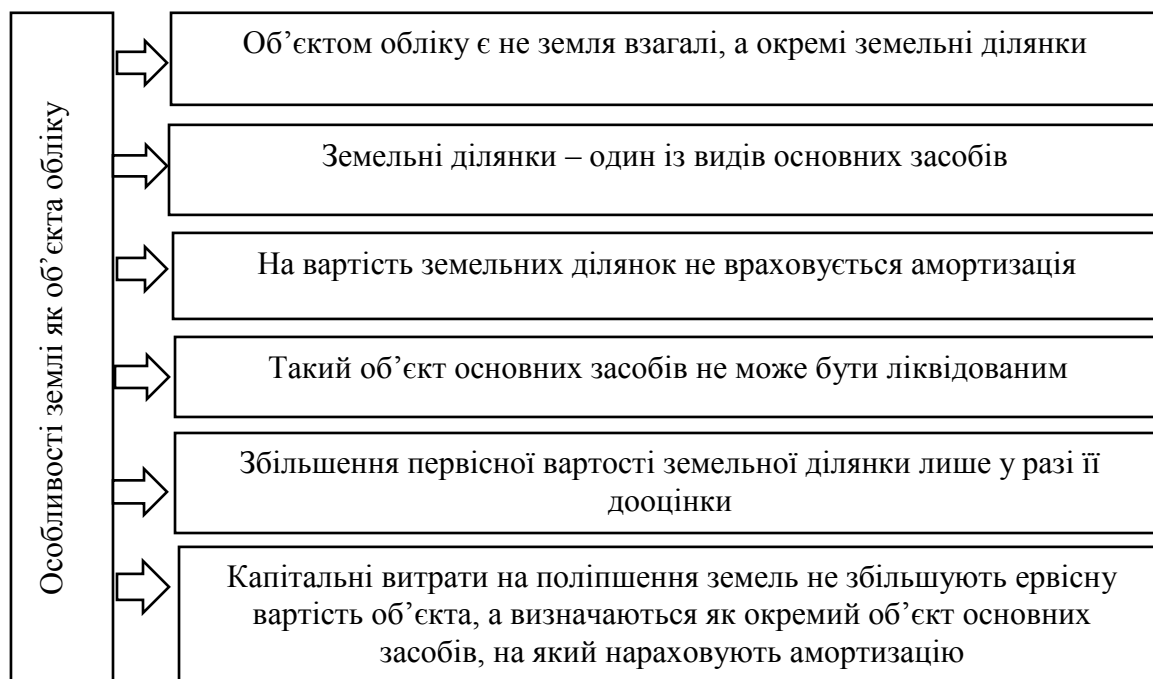 Особливості землі як об’єкта обліку
Об’єктом обліку є не земля взагалі, а окремі земельні ділянки
Земельні ділянки – один із видів основних засобів
На вартість земельних ділянок не враховується амортизація
Такий об’єкт основних засобів не може бути ліквідованим
Збільшення первісної вартості земельної ділянки лише у разі її
дооцінки
Капітальні витрати на поліпшення земель не збільшують ервісну
вартість об’єкта, а визначаються як окремий об’єкт основних
засобів, на який нараховують амортизацію